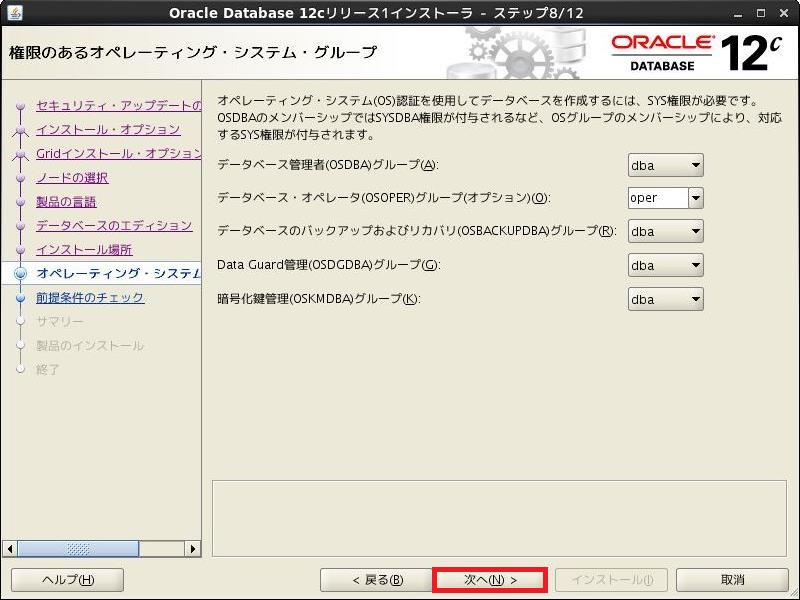 Oracle Database 12cリリース1インストーラ - ステップ8/12
権限のあるオペレーティング・システム・グループ
ORACLE
DATABASE
12c
セキュリティ・アップデートの
インストール・オプション
Gridインストール・オプション
ノードの選択
製品の言語
データベースのエディション
インストール場所
オペレーティング・システム
前提条件のチェック
サマリー
製品のインストール
終了
オペレーティング・システム(OS)認証を使用してデータベースを作成するには、SYS権限が必要です。
OSDBAのメンバーシップではSYSDBA権限が付与されるなど、OSグループのメンバーシップにより、対応
するSYS権限が付与されます。
データベース管理者(OSDBA)グループ(A): dba
データベース・オペレータ(OSOPER)グループ(オプション)(O): oper
データベースのバックアップおよびリカバリ(OSBACKUPDBA)グループ(R): dba
Data Guard管理(OSDGDBA)グループ(G): dba
暗号化鍵管理(OSKMDBA)グループ(K): dba
ヘルプ(H)
< 戻る(B)
次へ(N) >
インストール(I)
取消